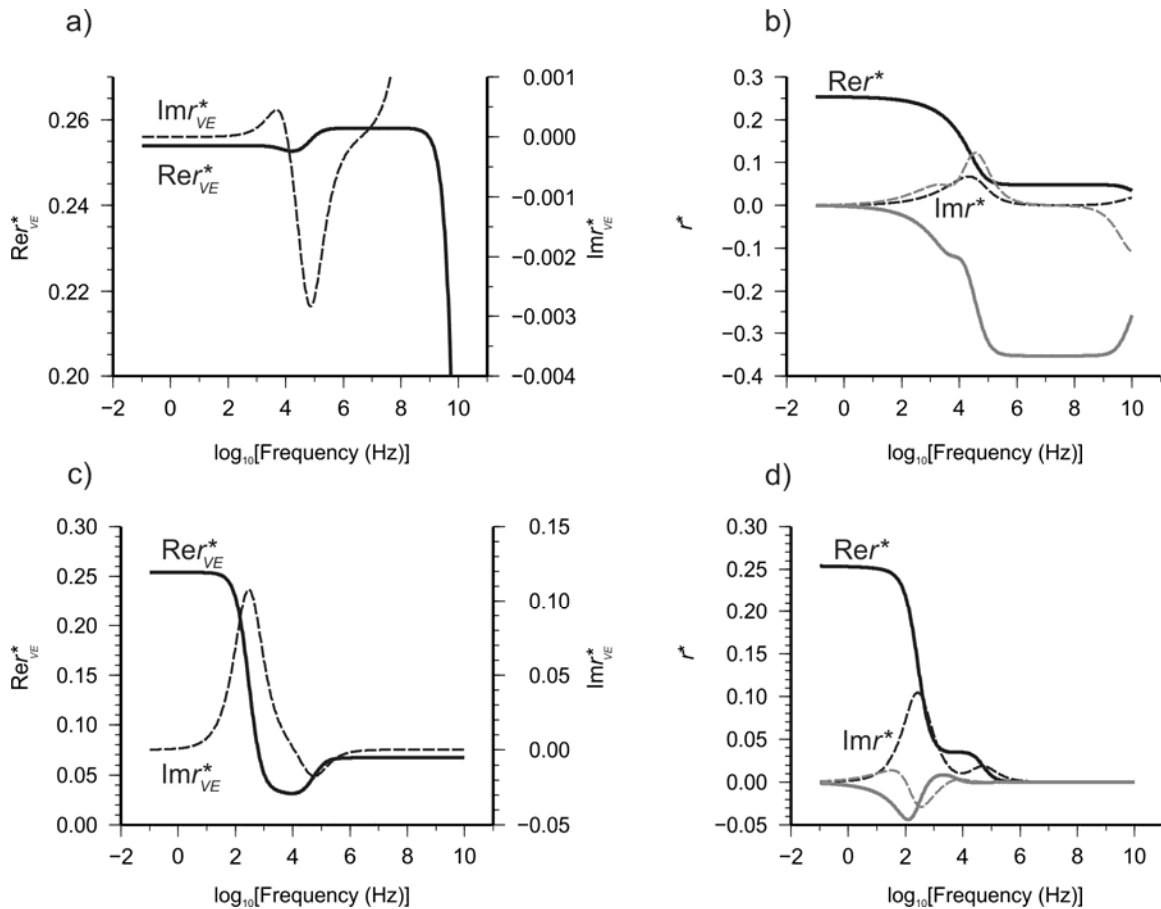 a)
0.26
0.24
0.22
0.20
Rer*VE
Imr*VE
Rer*VE
0.001
0.000
−0.001
−0.001
−0.002
−0.003
−0.004
Imr*VE
−2 0 2 4 6 8 10
log10[Frequency (Hz)]
b)
0.3
0.2
0.1
0.0
−0.1
−0.2
−0.3
−0.4
r*
Rer*
Imr*
−2 0 2 4 6 8 10
log10[Frequency (Hz)]
c)
0.30
0.25
0.20
0.15
0.10
0.05
0.00
Rer*VE
Rer*VE
Imr*VE
0.15
0.10
0.05
0.00
−0.05
Imr*VE
−2 0 2 4 6 8 10
log10[Frequency (Hz)]
d)
0.30
0.25
0.20
0.15
0.10
0.05
0.00
−0.05
r*
Rer*
Imr*
−2 0 2 4 6 8 10
log10[Frequency (Hz)]